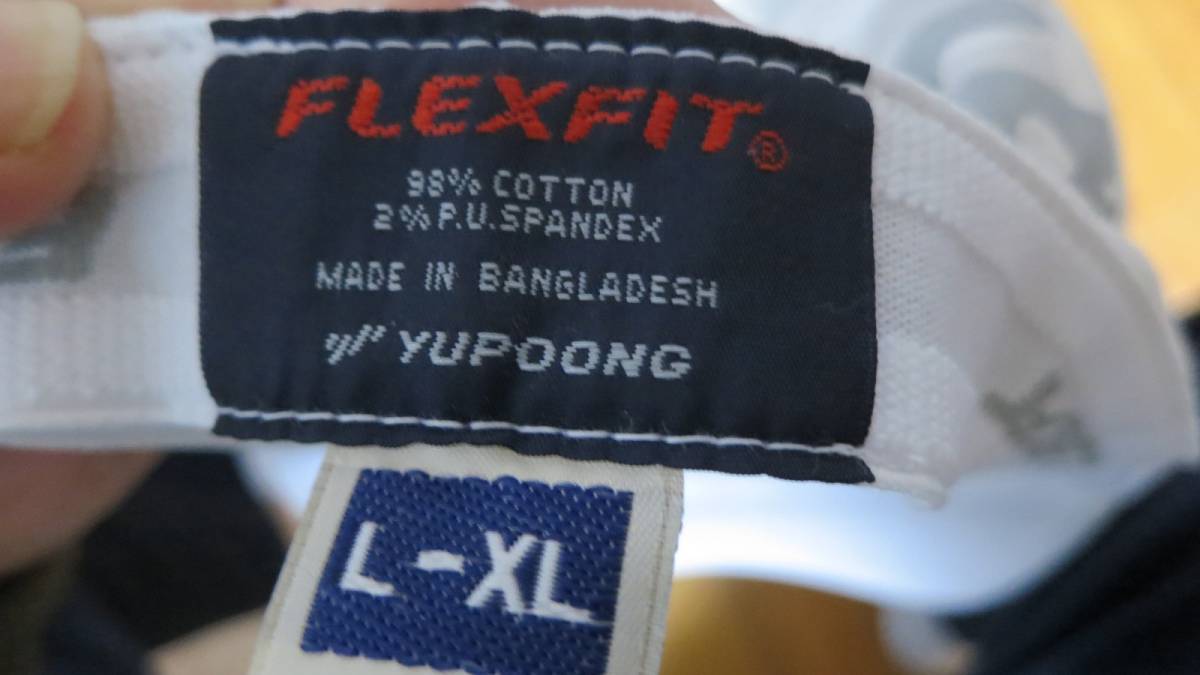 FLEXFIT®
98% COTTON
2% P.U.SPANDEX
MADE IN BANGLADESH
YUPOONG
L-XL